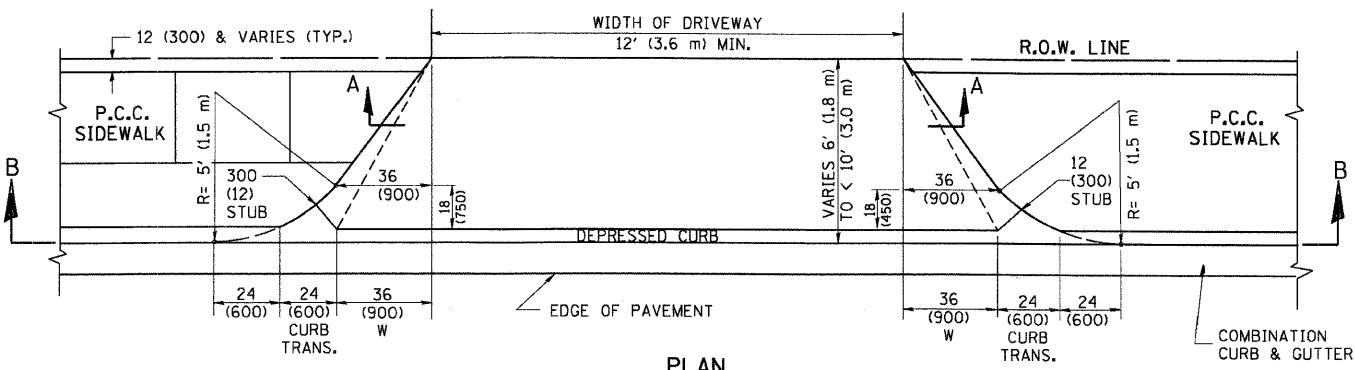 12 (300) & VARIES (TYP.)
WIDTH OF DRIVEWAY
12' (3.6 m) MIN.
R.O.W. LINE
A
A
P.C.C.
SIDEWALK
P.C.C.
SIDEWALK
R= 5' (1.5 m)
VARIES 6' (1.8 m)
TO < 10' (3.0 m)
R= 5' (1.5 m)
B
B
300
(12)
STUB
36
(900)
18
(750)
36
(900)
18
(450)
12
(300)
STUB
DEPRESSED CURB
24
(600)
24
(600)
CURB
TRANS.
36
(900)
W
EDGE OF PAVEMENT
36
(900)
W
24
(600)
CURB
TRANS.
24
(600)
COMBINATION
CURB & GUTTER
PLAN